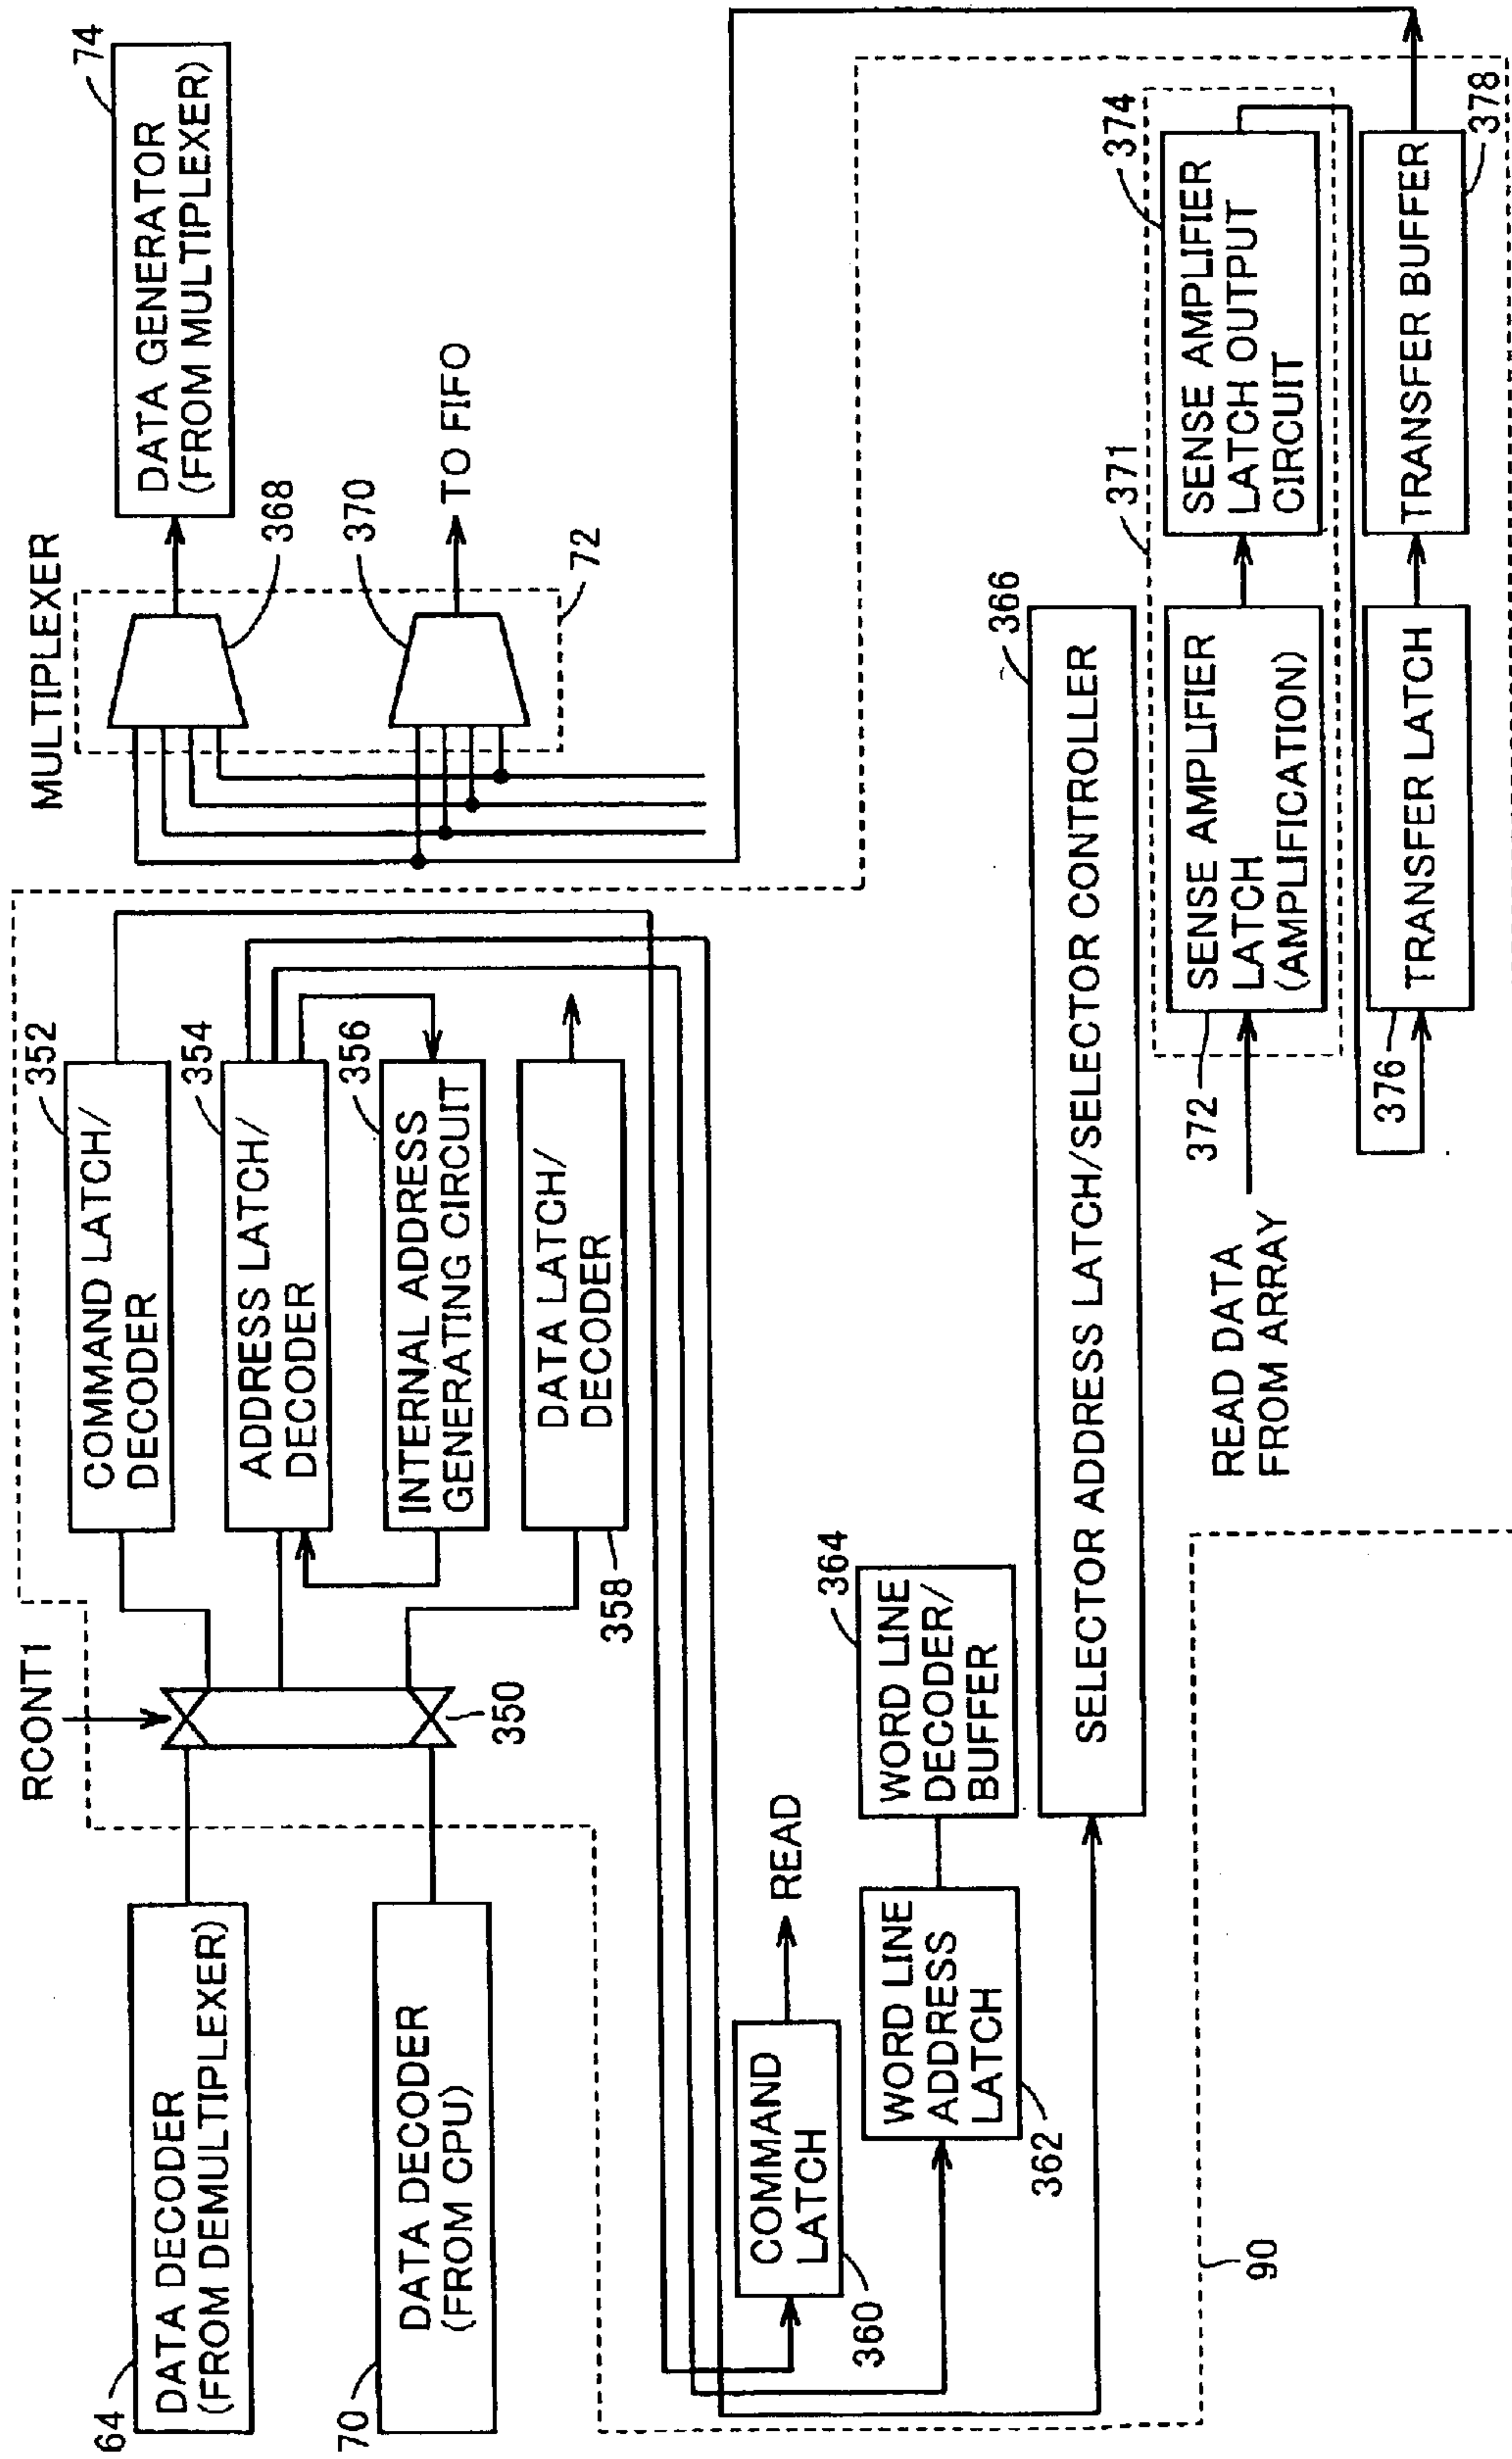 64
DATA DECODER
(FROM DEMULTIPLEXER)
70
DATA DECODER
(FROM CPU)
RCONT1
350
352
COMMAND LATCH/
DECODER
354
ADDRESS LATCH/
DECODER
356
INTERNAL ADDRESS
GENERATING CIRCUIT
358
DATA LATCH/
DECODER
MULTIPLEXER
368
370
72
74
DATA GENERATOR
(FROM MULTIPLEXER)
TO FIFO
360
COMMAND
LATCH
READ
362
WORD LINE
ADDRESS
LATCH
364
WORD LINE
DECODER/
BUFFER
366
SELECTOR ADDRESS LATCH/SELECTOR CONTROLLER
READ DATA
FROM ARRAY
371
372
SENSE AMPLIFIER
LATCH
(AMPLIFICATION)
374
SENSE AMPLIFIER
LATCH OUTPUT
CIRCUIT
376
TRANSFER LATCH
378
TRANSFER BUFFER
90